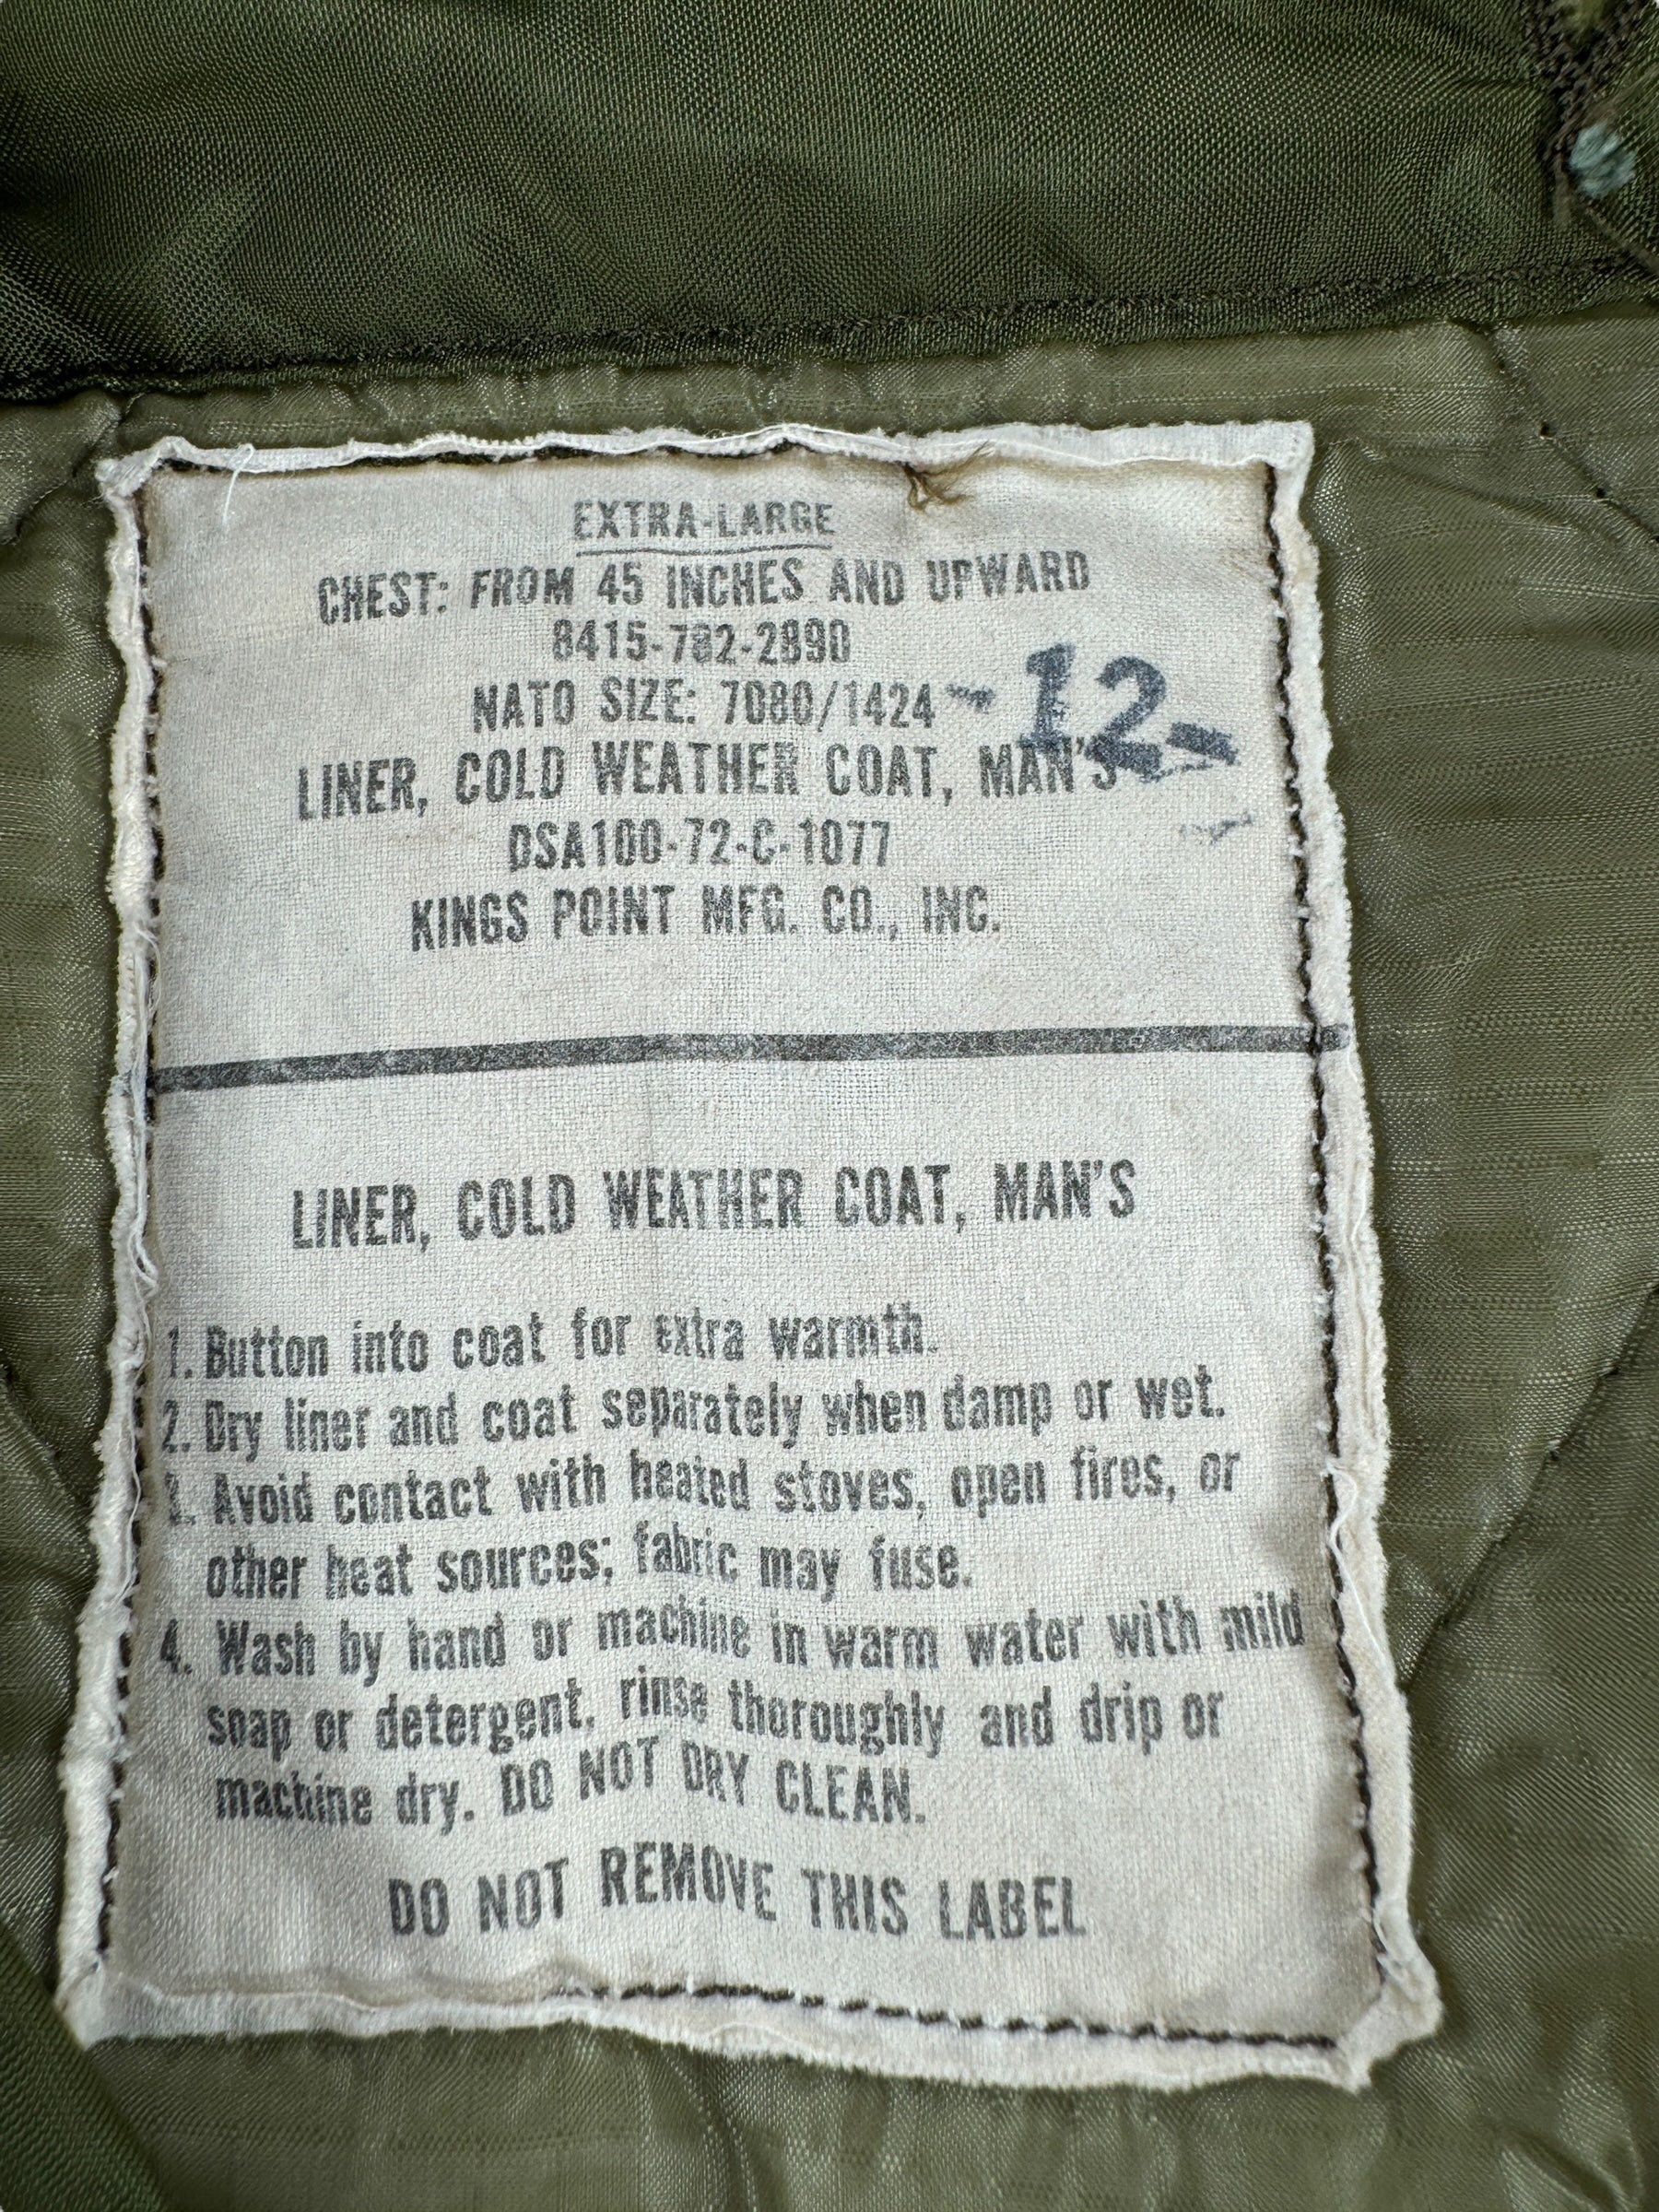 EXTRA-LARGE
CHEST: FROM 45 INCHES AND UPWARD
8415-782-2890
NATO SIZE: 7080/1424
-12-
LINER, COLD WEATHER COAT, MAN'S
DSA100-72-C-1077
KINGS POINT MFG. CO., INC.
LINER, COLD WEATHER COAT, MAN'S
1. Button into coat for extra warmth.
2. Dry liner and coat separately when damp or wet.
3. Avoid contact with heated stoves, open fires, or
other heat sources; fabric may fuse.
4. Wash by hand or machine in warm water with mild
soap or detergent, rinse thoroughly and drip or
machine dry. DO NOT DRY CLEAN.
DO NOT REMOVE THIS LABEL